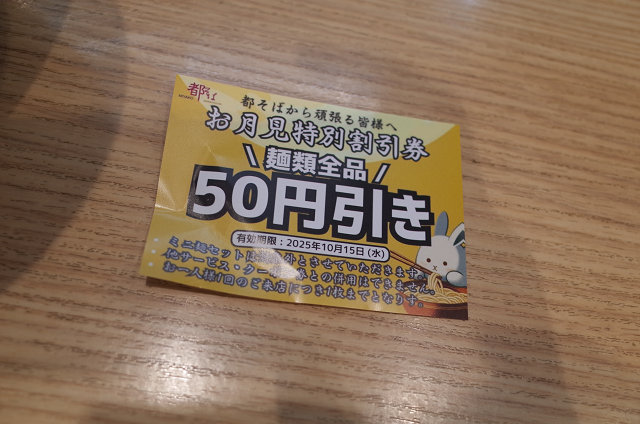 都そば
MIYAKO
都そばから頑張る皆様へ
お月見特別割引券
\ 麺類全品 /
50円引き
有効期限：2025年10月15日(水)
・ミニ麺セットは除外とさせていただきます。
・他サービス・クーポン券との併用はできません。
・お一人様1回のご来店につき1枚までとなります。